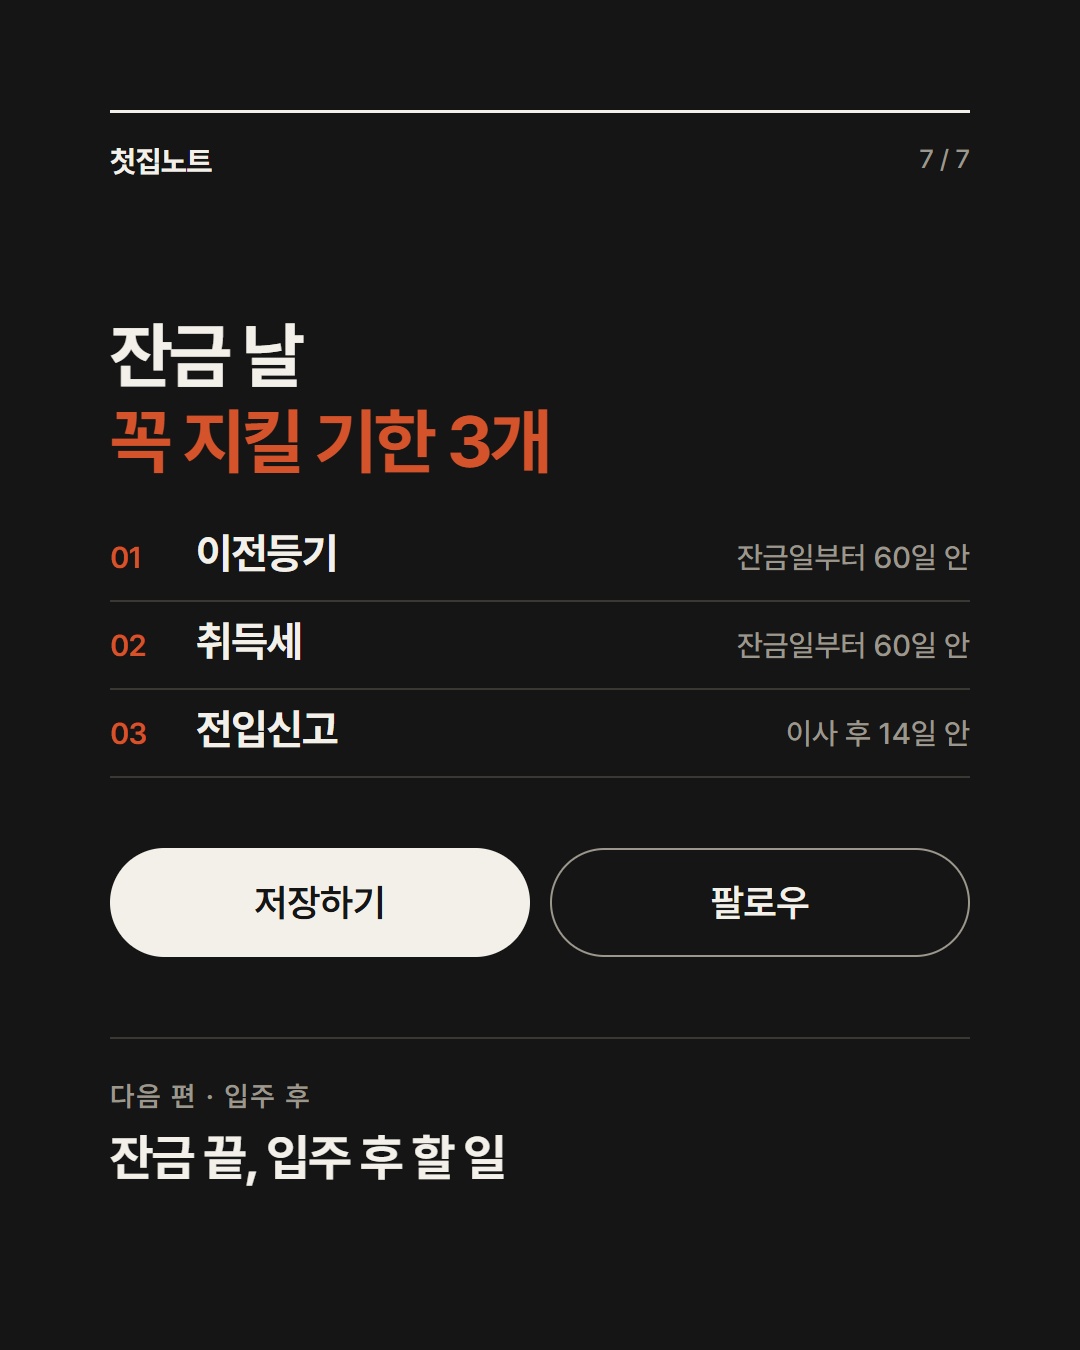 첫집노트
7 / 7
잔금 날
꼭 지킬 기한 3개
01 이전등기 잔금일부터 60일 안
02 취득세 잔금일부터 60일 안
03 전입신고 이사 후 14일 안
저장하기 팔로우
다음 편 · 입주 후
잔금 끝, 입주 후 할 일